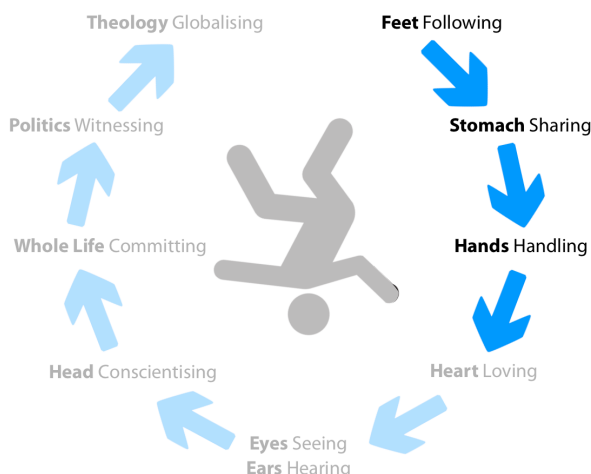 Theology Globalising
Feet Following
Politics Witnessing
Stomach Sharing
Whole Life Committing
Hands Handling
Head Conscientising
Heart Loving
Eyes Seeing
Ears Hearing